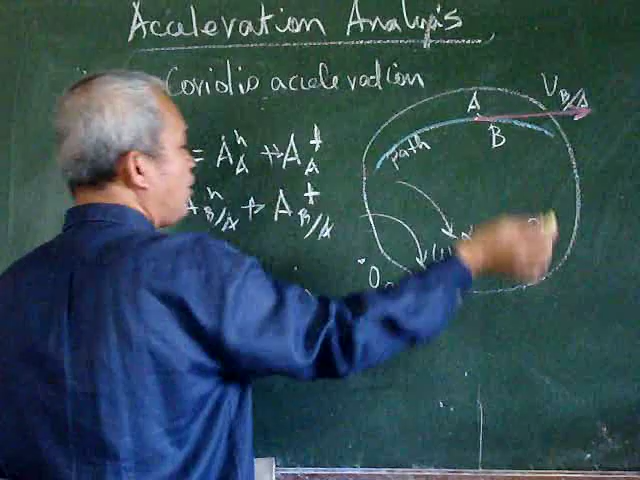 Acceleration Analysis
Coriolis acceleration
= A^n_A +→ A^t_A
A^n_B/A +→ A^t_B/A
A
B
V_B/A
path
O